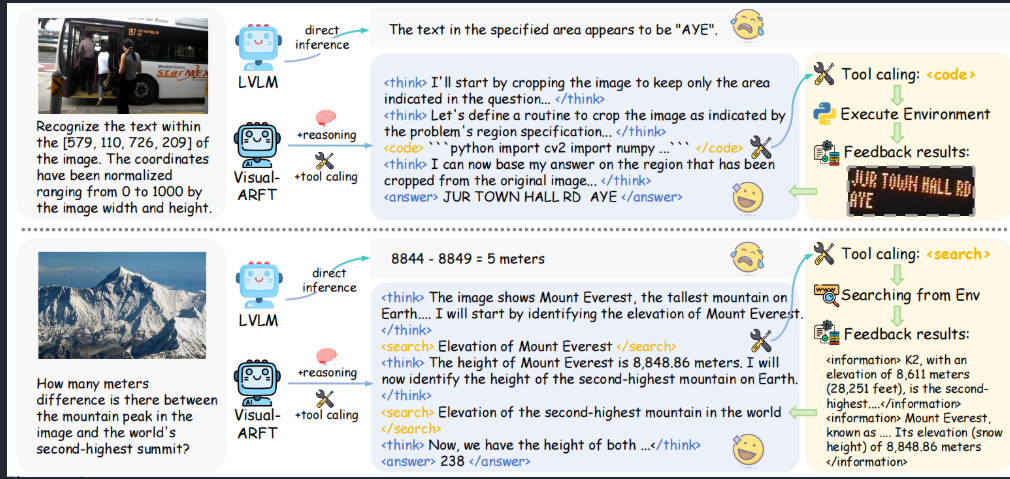 direct
inference
LVLM
The text in the specified area appears to be "AYE".
Recognize the text within
the [579, 110, 726, 209] of
the image. The coordinates
have been normalized
ranging from 0 to 1000 by
the image width and height.
+reasoning
+tool caling
Visual-
ARFT
<think> I'll start by cropping the image to keep only the area
indicated in the question... </think>
<think> Let's define a routine to crop the image as indicated by
the problem's region specification... </think>
<code> ```python import cv2 import numpy ...``` </code>
<think> I can now base my answer on the region that has been
cropped from the original image... </think>
<answer> JUR TOWN HALL RD  AYE </answer>
Tool caling: <code>
Execute Environment
Feedback results:
JUR TOWN HALL RD
AYE
197
starMEX
AI
AI
direct
inference
LVLM
8844 - 8849 = 5 meters
How many meters
difference is there between
the mountain peak in the
image and the world's
second-highest summit?
+reasoning
+tool caling
Visual-
ARFT
<think> The image shows Mount Everest, the tallest mountain on
Earth.... I will start by identifying the elevation of Mount Everest.
</think>
<search> Elevation of Mount Everest </search>
<think> The height of Mount Everest is 8,848.86 meters. I will
now identify the height of the second-highest mountain on Earth.
</think>
<search> Elevation of the second-highest mountain in the world
</search>
<think> Now, we have the height of both ...</think>
<answer> 238 </answer>
Tool caling: <search>
www
Searching from Env
Feedback results:
<information> K2, with an
elevation of 8,611 meters
(28,251 feet), is the second-
highest....</information>
<information> Mount Everest,
known as .... Its elevation (snow
height) of 8,848.86 meters
</information>
AI
AI